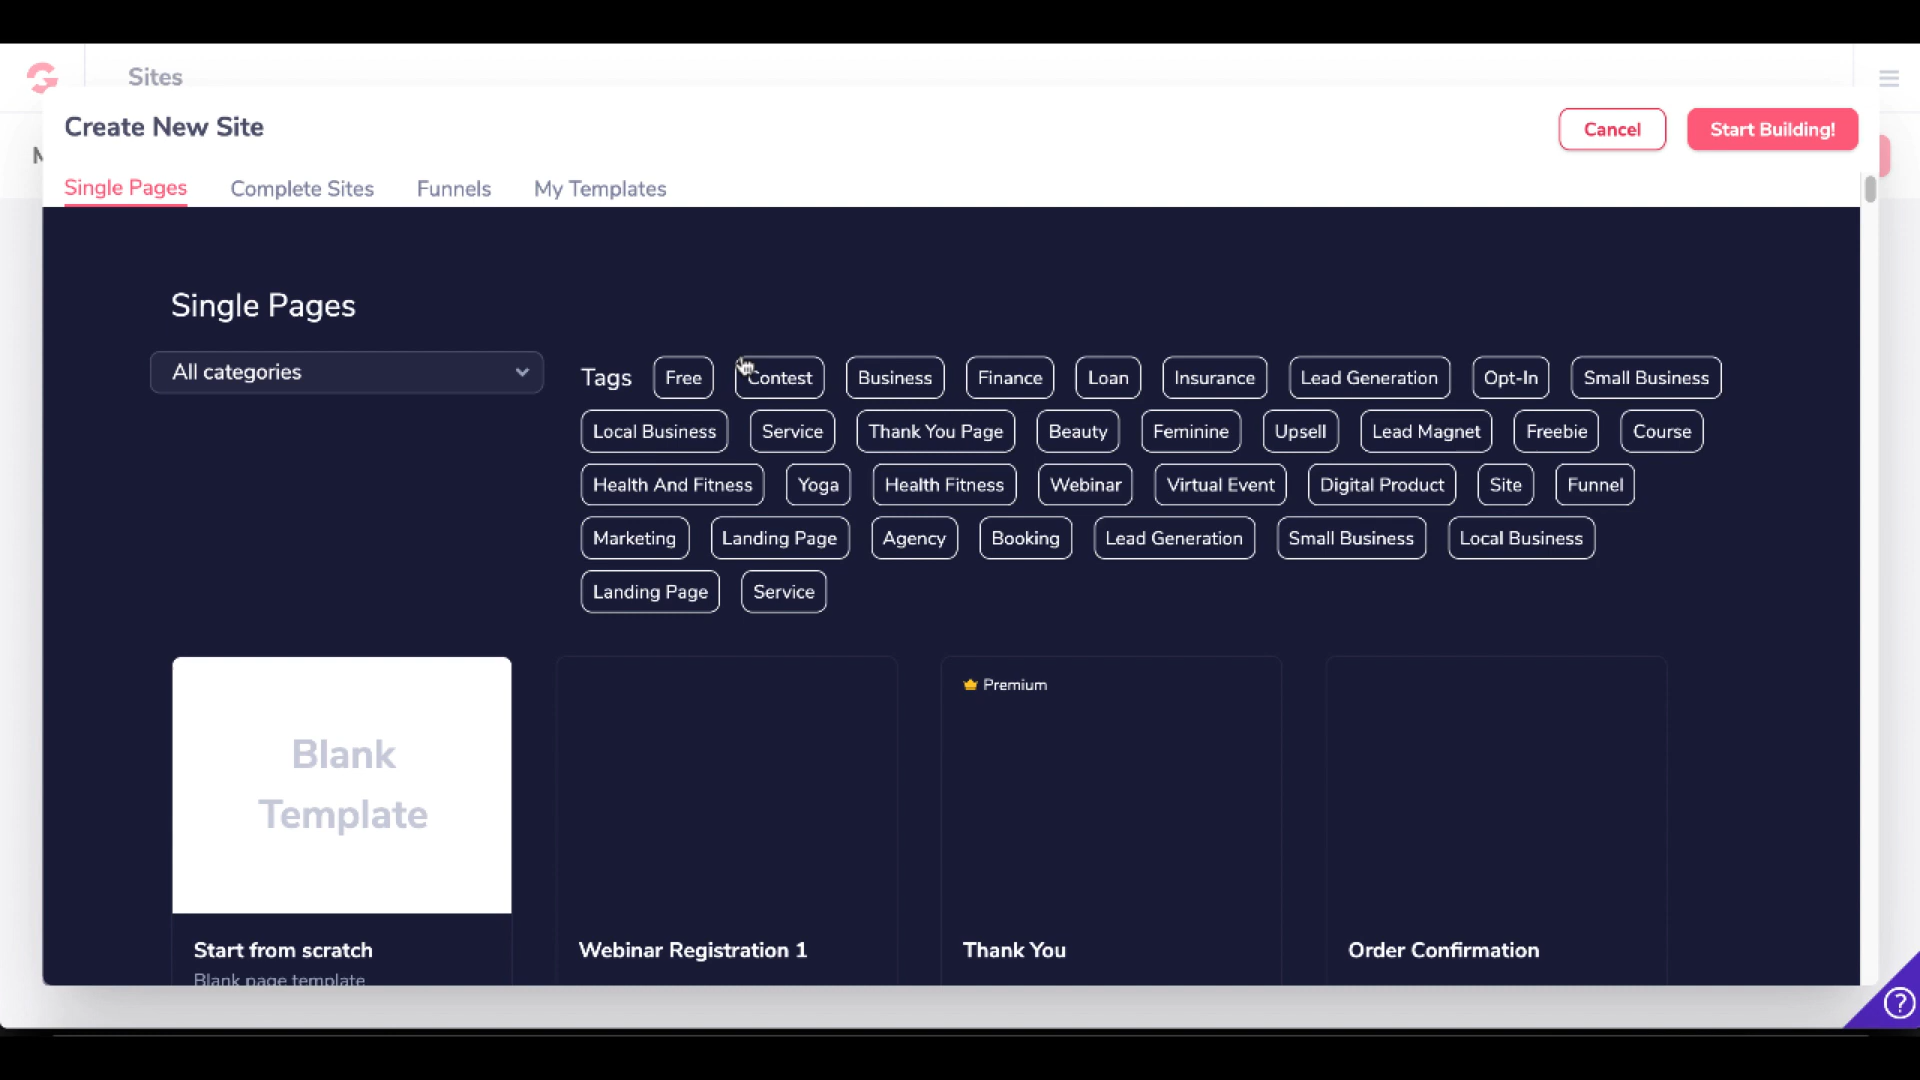 Sites
Create New Site
Cancel
Start Building!
Single Pages Complete Sites Funnels My Templates
Single Pages
All categories
Tags Free Contest Business Finance Loan Insurance Lead Generation Opt-In Small Business
Local Business Service Thank You Page Beauty Feminine Upsell Lead Magnet Freebie Course
Health And Fitness Yoga Health Fitness Webinar Virtual Event Digital Product Site Funnel
Marketing Landing Page Agency Booking Lead Generation Small Business Local Business
Landing Page Service
Blank
Template
Premium
Start from scratch
Blank page template
Webinar Registration 1
Thank You
Order Confirmation
?